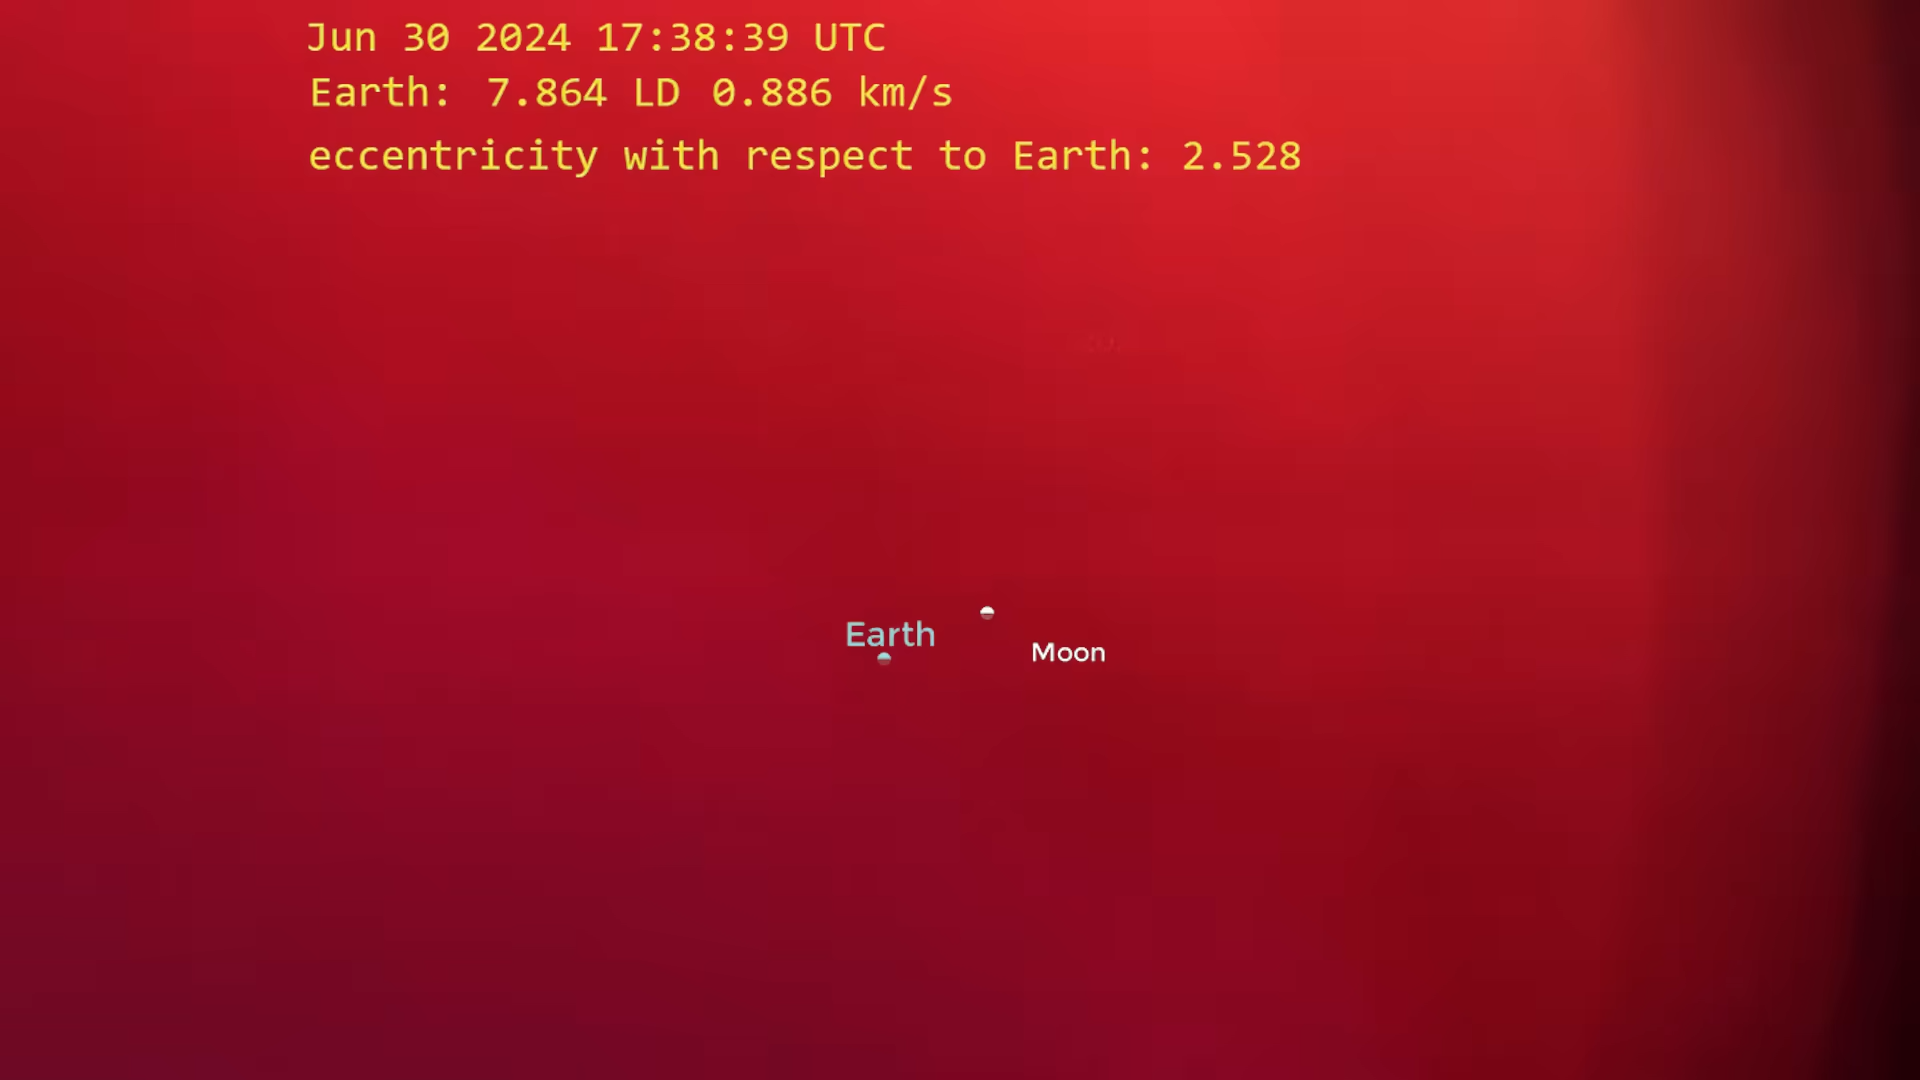 Jun 30 2024 17:38:39 UTC
Earth: 7.864 LD 0.886 km/s
eccentricity with respect to Earth: 2.528
Earth
Moon